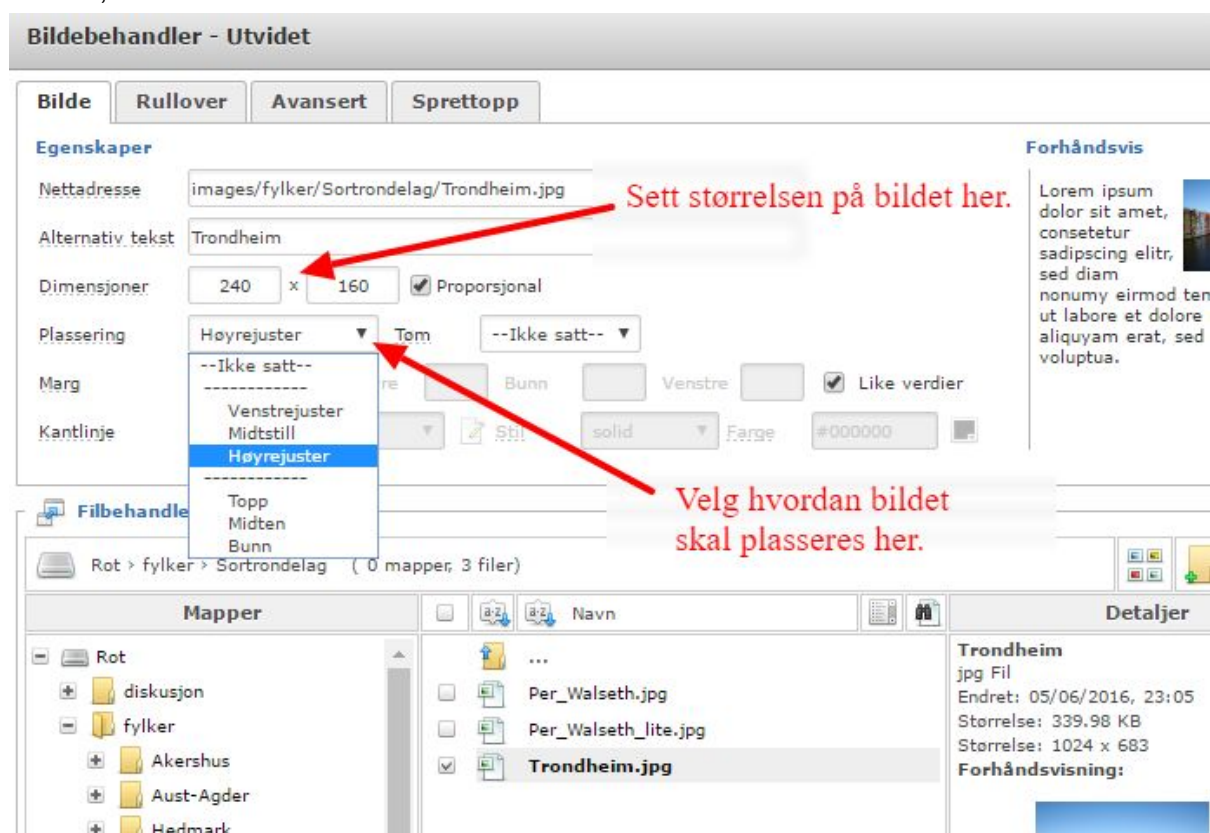 Bildebehandler - Utvidet
Bilde Rullover Avansert Sprettopp
Egenskaper
Forhåndsvis
Nettadresse images/fylker/Sortrondelag/Trondheim.jpg
Sett størrelsen på bildet her.
Alternativ tekst Trondheim
Dimensjoner 240 x 160 Proporsjonal
Plassering Høyrejuster Tom --Ikke satt--
Lorem ipsum
dolor sit amet,
consetetur
sadipscing elitr,
sed diam
nonumy eirmod ten
ut labore et dolore
aliquyam erat, sed
voluptua.
--Ikke satt--
------------
Venstrejuster
Midtstill
Høyrejuster
------------
Topp
Midten
Bunn
Marg re Bunn Venstre Like verdier
Kantlinje Stil solid Farge #000000
Velg hvordan bildet
skal plasseres her.
Filbehandle
Rot › fylker › Sortrondelag ( 0 mapper, 3 filer)
Mapper
Navn
Detaljer
Rot
diskusjon
fylker
Akershus
Aust-Agder
Hedmark
...
Per_Walseth.jpg
Per_Walseth_lite.jpg
Trondheim.jpg
Trondheim
jpg Fil
Endret: 05/06/2016, 23:05
Størrelse: 339.98 KB
Størrelse: 1024 x 683
Forhåndsvisning: